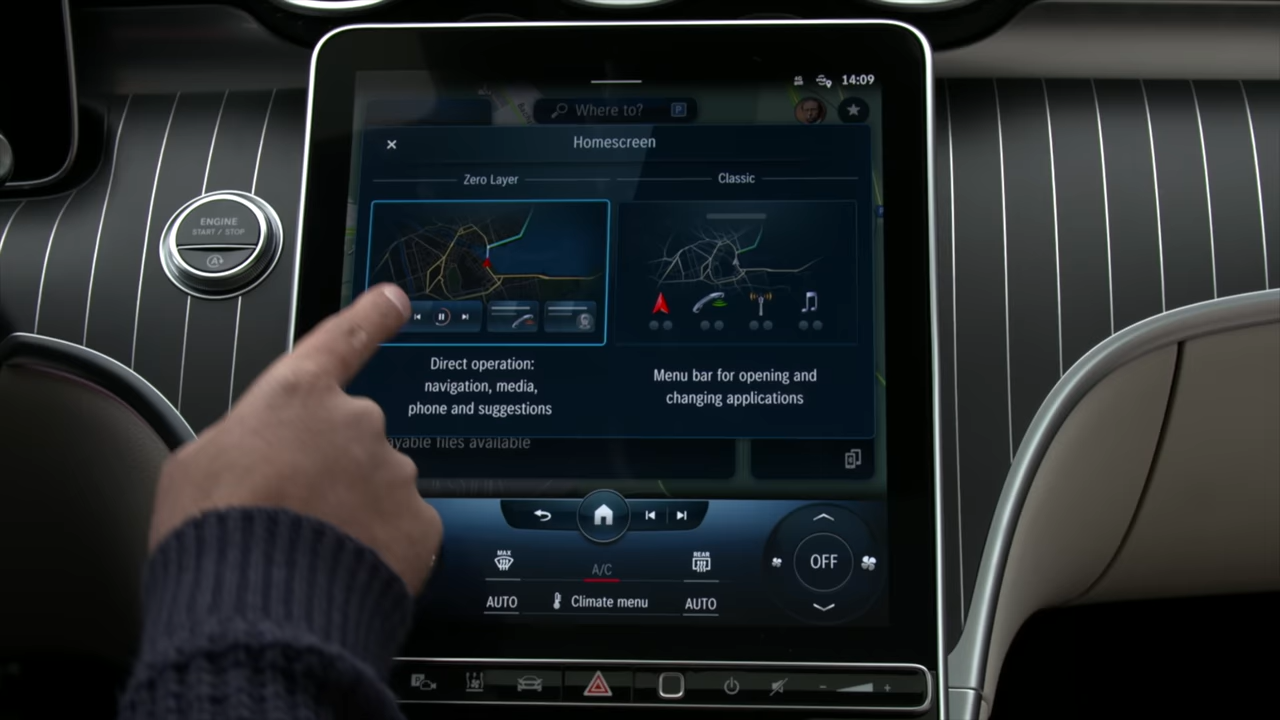 14:09
Where to?
P
Homescreen
Zero Layer
Classic
ENGINE
START / STOP
A
Direct operation:
navigation, media,
phone and suggestions
Menu bar for opening and
changing applications
ayable files available
MAX
REAR
A/C
OFF
AUTO
Climate menu
AUTO
P